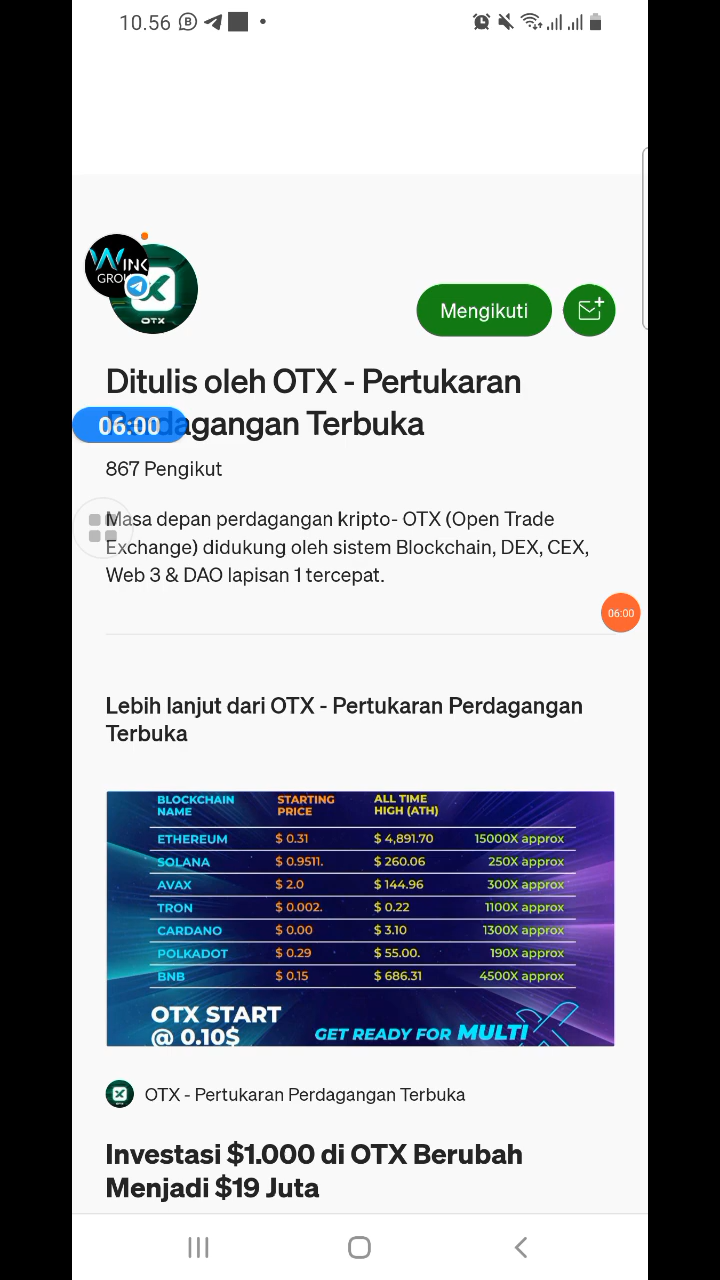 10.56
WINK
GROU
OTX
Mengikuti
Ditulis oleh OTX - Pertukaran
06:00
Perdagangan Terbuka
867 Pengikut
Masa depan perdagangan kripto- OTX (Open Trade
Exchange) didukung oleh sistem Blockchain, DEX, CEX,
Web 3 & DAO lapisan 1 tercepat.
06:00
Lebih lanjut dari OTX - Pertukaran Perdagangan
Terbuka
BLOCKCHAIN NAME STARTING PRICE ALL TIME HIGH (ATH)
ETHEREUM $ 0.31 $ 4,891.70 15000X approx
SOLANA $ 0.9511. $ 260.06 250X approx
AVAX $ 2.0 $ 144.96 300X approx
TRON $ 0.002. $ 0.22 1100X approx
CARDANO $ 0.00 $ 3.10 1300X approx
POLKADOT $ 0.29 $ 55.00. 190X approx
BNB $ 0.15 $ 686.31 4500X approx
OTX START
@ 0.10$
GET READY FOR MULTI X
OTX - Pertukaran Perdagangan Terbuka
Investasi $1.000 di OTX Berubah
Menjadi $19 Juta